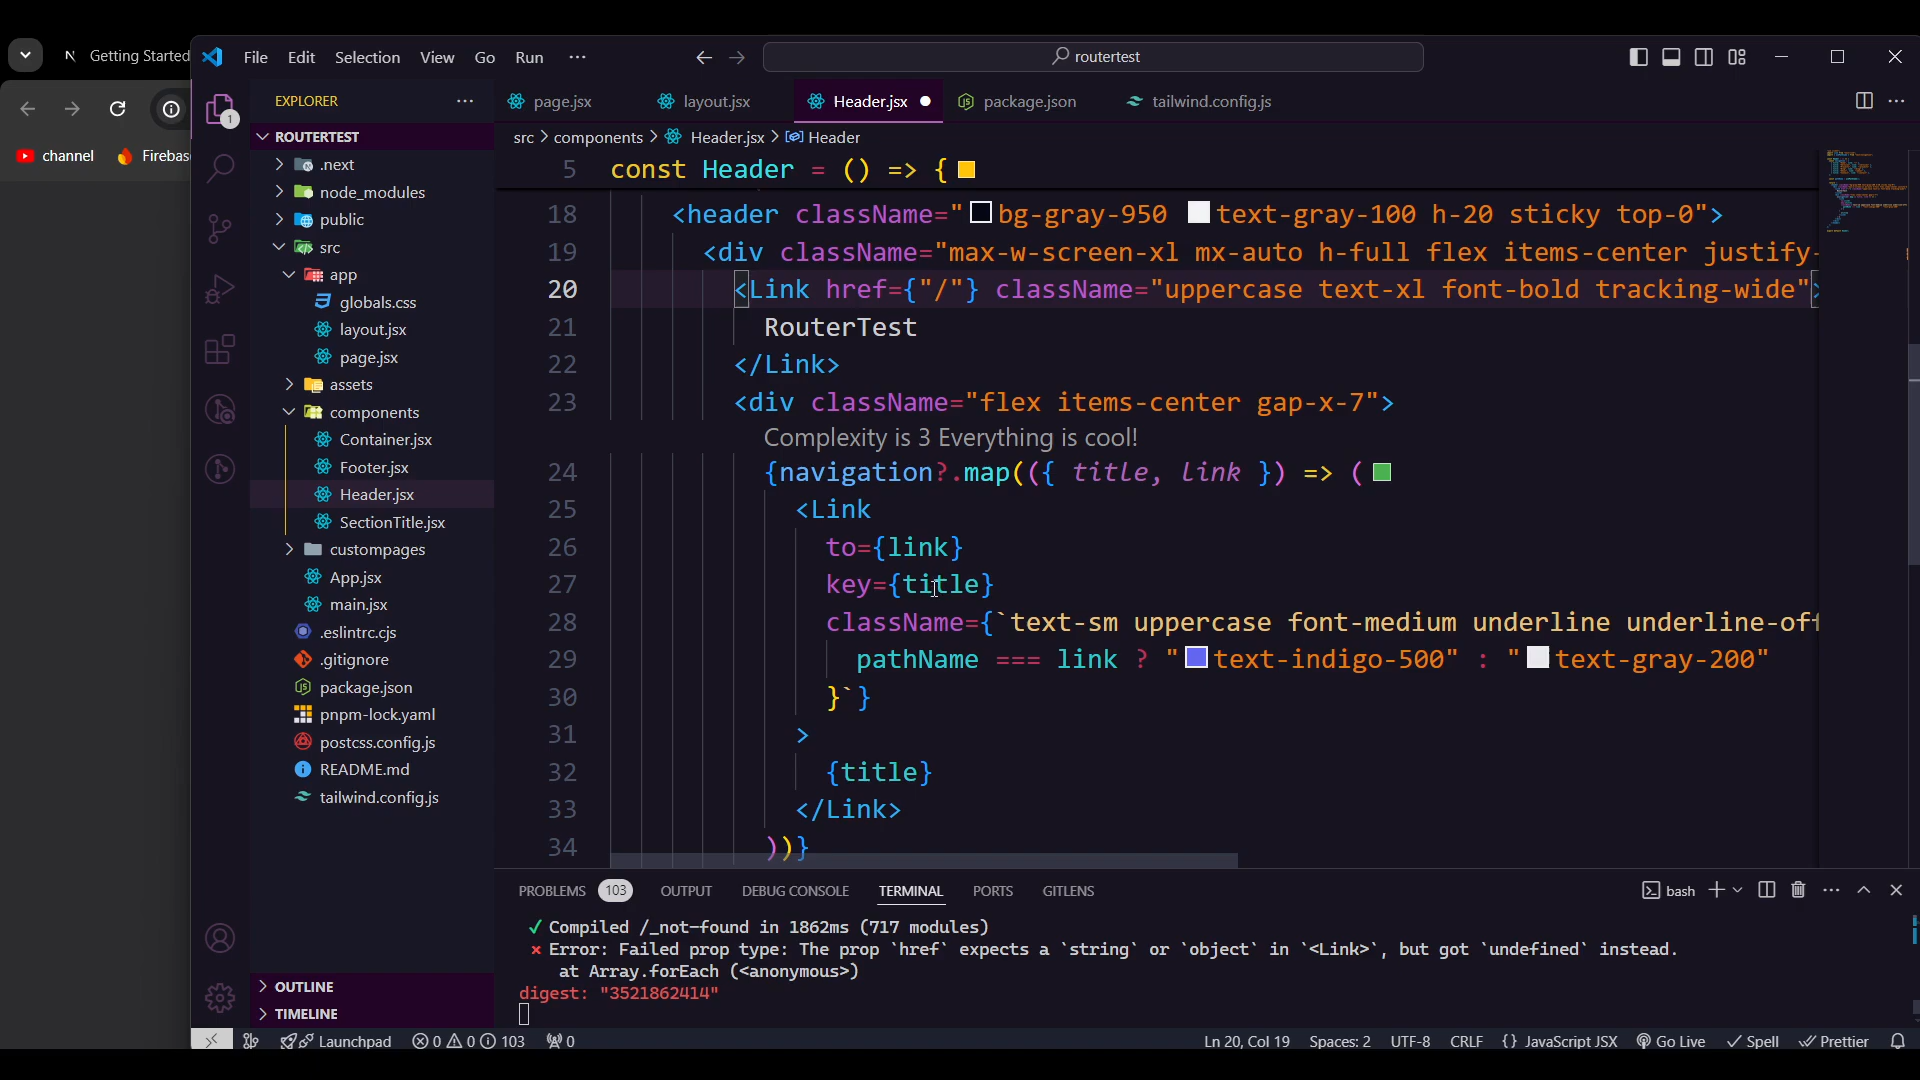 Getting Started
File Edit Selection View Go Run ···
routertest
channel
Firebas
EXPLORER ···
page.jsx layout.jsx Header.jsx package.json tailwind.config.js
ROUTERTEST
src > components > Header.jsx > Header
.next
node_modules
public
src
app
globals.css
layout.jsx
page.jsx
assets
components
Container.jsx
Footer.jsx
Header.jsx
SectionTitle.jsx
custompages
App.jsx
main.jsx
.eslintrc.cjs
.gitignore
package.json
pnpm-lock.yaml
postcss.config.js
README.md
tailwind.config.js
OUTLINE
TIMELINE
1
5 const Header = () => {
18 <header className="bg-gray-950 text-gray-100 h-20 sticky top-0">
19 <div className="max-w-screen-xl mx-auto h-full flex items-center justify-
20 <Link href={"/"} className="uppercase text-xl font-bold tracking-wide">
21 RouterTest
22 </Link>
23 <div className="flex items-center gap-x-7">
Complexity is 3 Everything is cool!
24 {navigation?.map(({ title, link }) => (
25 <Link
26 to={link}
27 key={title}
28 className={`text-sm uppercase font-medium underline underline-off
29 pathName === link ? "text-indigo-500" : "text-gray-200"
30 }`}
31 >
32 {title}
33 </Link>
34 ))}
PROBLEMS 103 OUTPUT DEBUG CONSOLE TERMINAL PORTS GITLENS bash
✓ Compiled /_not-found in 1862ms (717 modules)
⨯ Error: Failed prop type: The prop `href` expects a `string` or `object` in `<Link>`, but got `undefined` instead.
at Array.forEach (<anonymous>)
digest: "3521862414"
Launchpad 0 0 103 0 Ln 20, Col 19 Spaces: 2 UTF-8 CRLF {} JavaScript JSX Go Live Spell Prettier